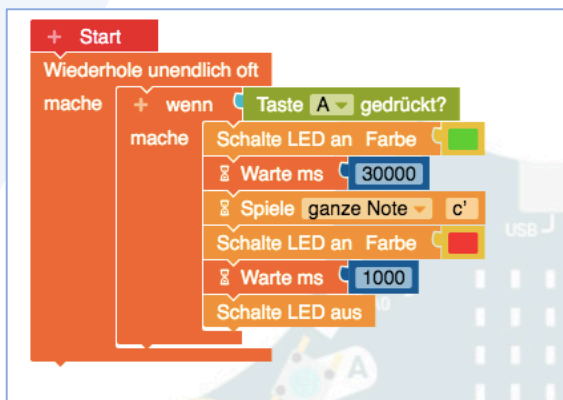 + Start
Wiederhole unendlich oft
mache + wenn Taste A gedrückt?
mache Schalte LED an Farbe
Warte ms 30000
Spiele ganze Note c'
Schalte LED an Farbe
USB
Warte ms 1000
A0
Schalte LED aus
A